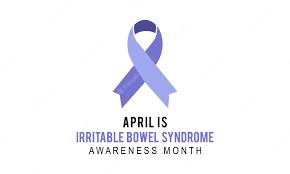 APRIL IS
IRRITABLE BOWEL SYNDROME
AWARENESS MONTH